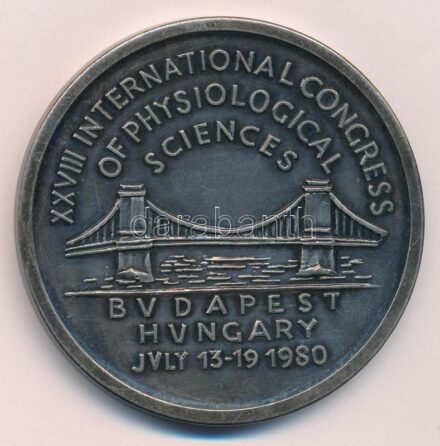 XXVIII INTERNATIONAL CONGRESS
OF PHYSIOLOGICAL
SCIENCES
darabanth
BVDAPEST
HVNGARY
JVLY 13-19 1980